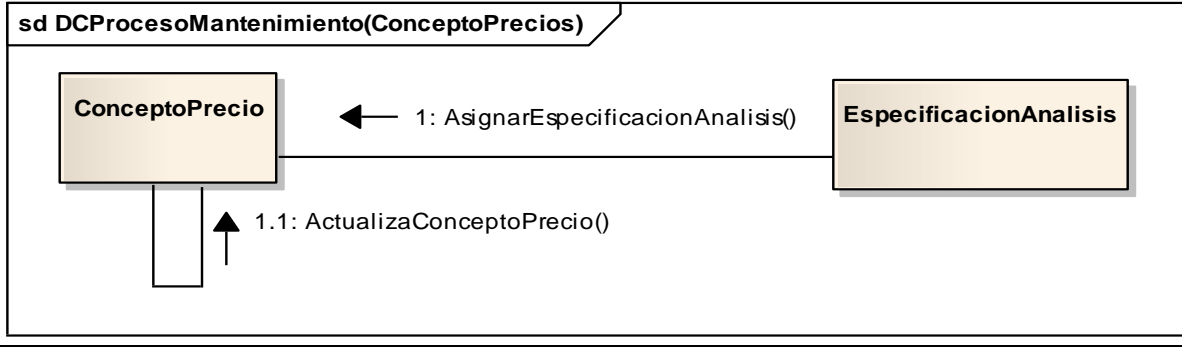 sd DCProcesoMantenimiento(ConceptoPrecios)
ConceptoPrecio
1: AsignarEspecificacionAnalisis()
EspecificacionAnalisis
1.1: ActualizaConceptoPrecio()